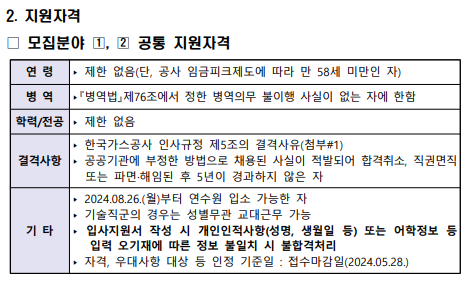 2. 지원자격
□ 모집분야 ①, ② 공통 지원자격
연 령
▸ 제한 없음(단, 공사 임금피크제도에 따라 만 58세 미만인 자)
병 역
▸『병역법』제76조에서 정한 병역의무 불이행 사실이 없는 자에 한함
학력/전공
▸ 제한 없음
결격사항
▸ 한국가스공사 인사규정 제5조의 결격사유(첨부#1)
▸ 공공기관에 부정한 방법으로 채용된 사실이 적발되어 합격취소, 직권면직
또는 파면·해임된 후 5년이 경과하지 않은 자
기 타
▸ 2024.08.26.(월)부터 연수원 입소 가능한 자
▸ 기술직군의 경우는 성별무관 교대근무 가능
▸ 입사지원서 작성 시 개인인적사항(성명, 생월일 등) 또는 어학정보 등
입력 오기재에 따른 정보 불일치 시 불합격처리
▸ 자격, 우대사항 대상 등 인정 기준일 : 접수마감일(2024.05.28.)